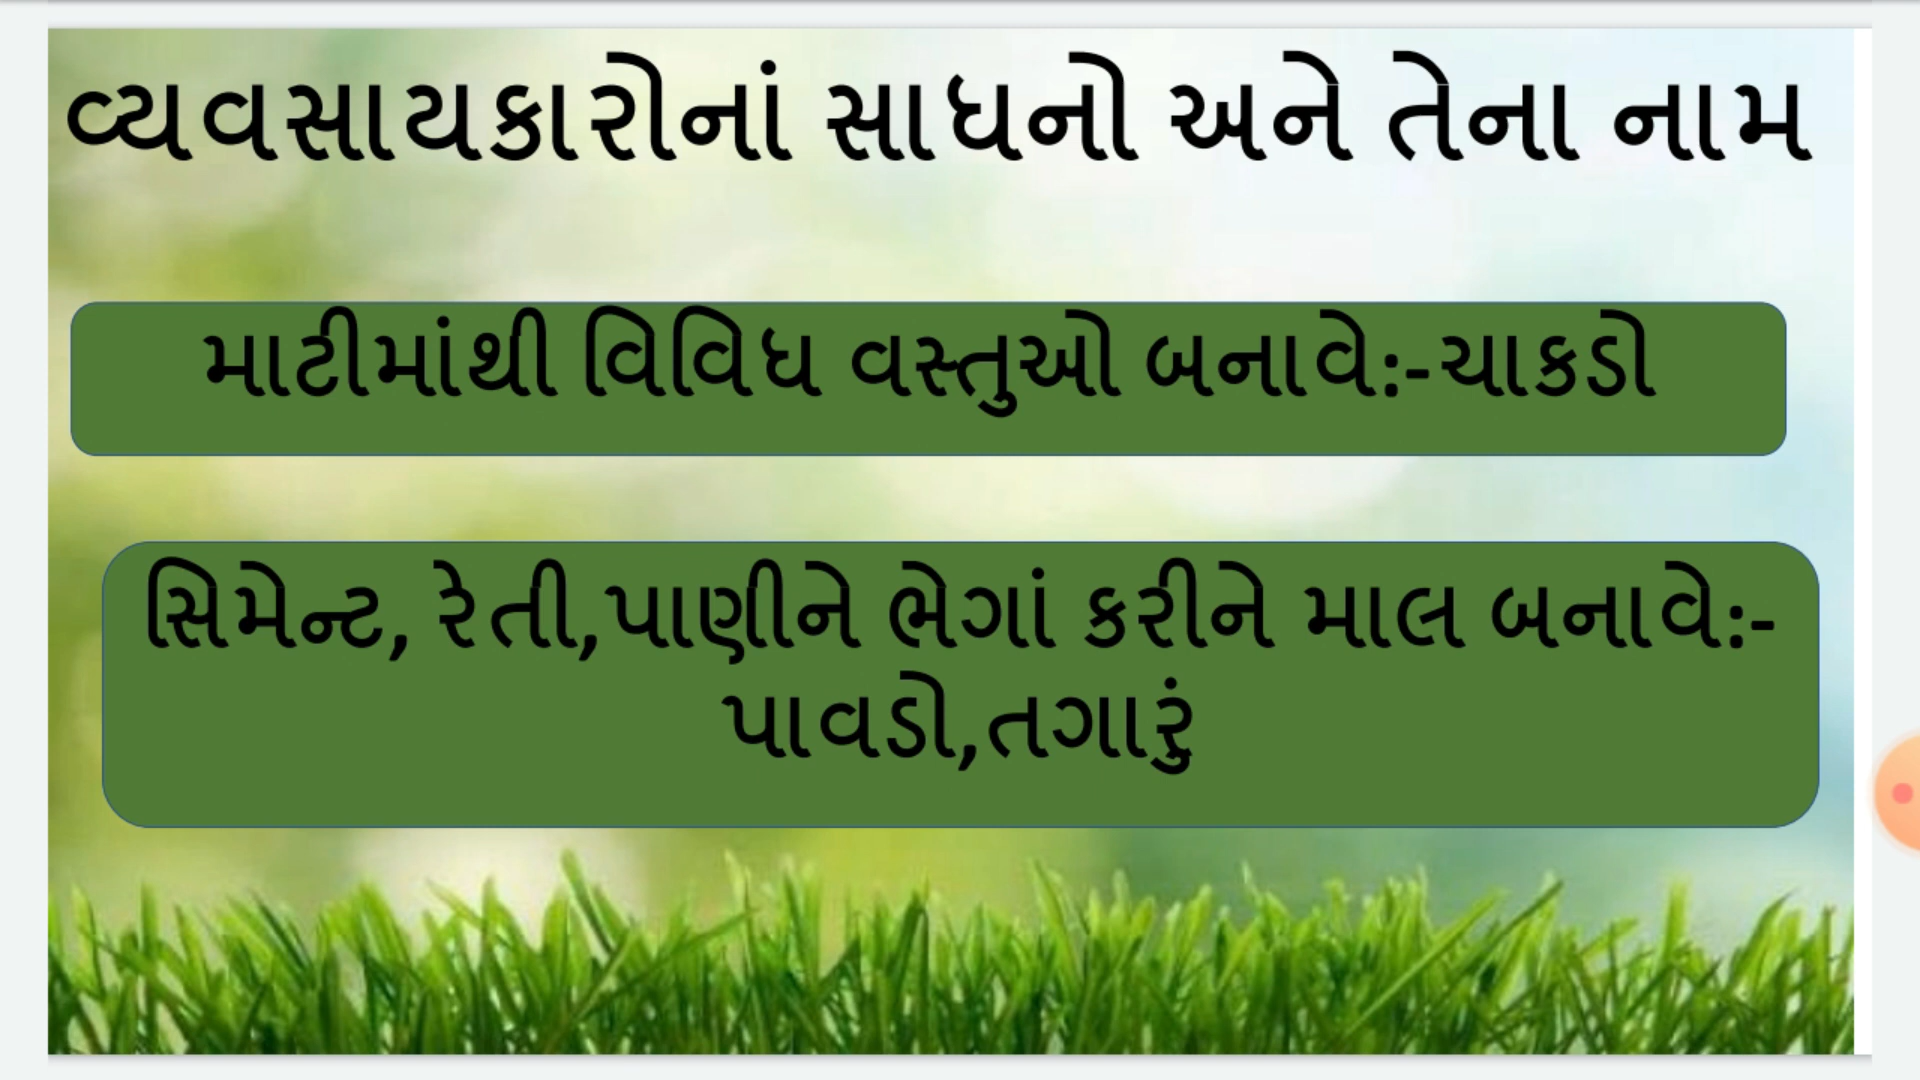 વ્યવસાયકારોનાં સાધનો અને તેના નામ
માટીમાંથી વિવિધ વસ્તુઓ બનાવે:-ચાકડો
સિમેન્ટ, રેતી,પાણીને ભેગાં કરીને માલ બનાવે:-
પાવડો,તગારું